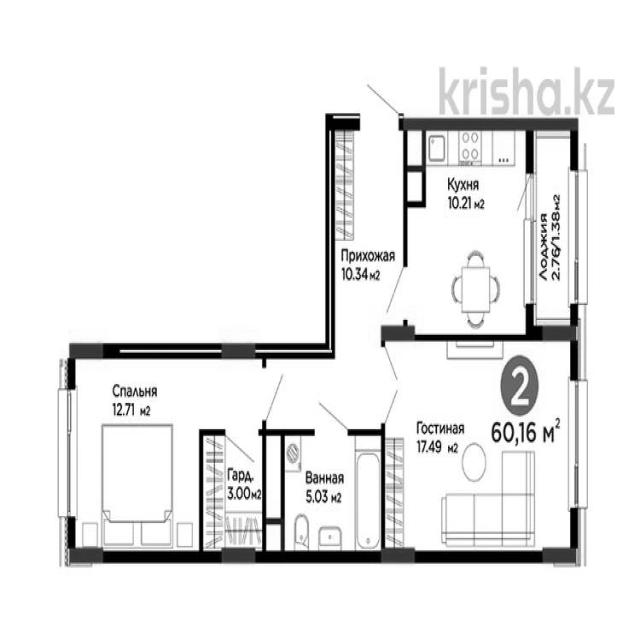 krisha.kz
Кухня
10.21 м2
Лоджия
2.76/1.38м2
Прихожая
10.34 м2
Спальня
12.71 м2
2
60,16 м2
Гостиная
17.49 м2
Гард.
3.00м2
Ванная
5.03 м2